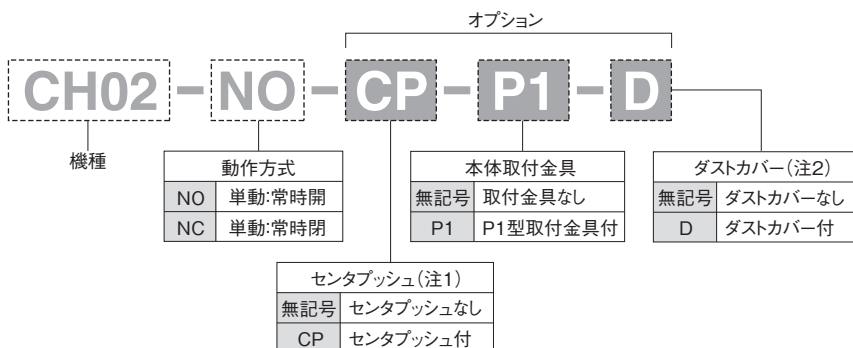 オプション
CH02-NO-CP-P1-D
機種
動作方式
NO 単動:常時開
NC 単動:常時閉
本体取付金具
無記号 取付金具なし
P1 P1型取付金具付
ダストカバー(注2)
無記号 ダストカバーなし
D ダストカバー付
センタプッシュ(注1)
無記号 センタプッシュなし
CP センタプッシュ付